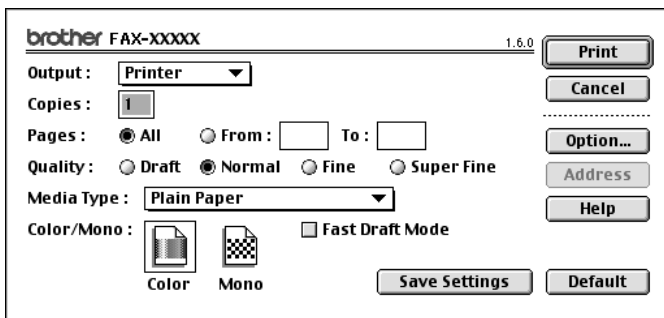 brother FAX-XXXXX 1.6.0
Print
Output : Printer
Cancel
Copies : 1
Pages : All From : To :
Option...
Quality : Draft Normal Fine Super Fine
Address
Media Type : Plain Paper
Help
Color/Mono : Fast Draft Mode
Color Mono
Save Settings Default